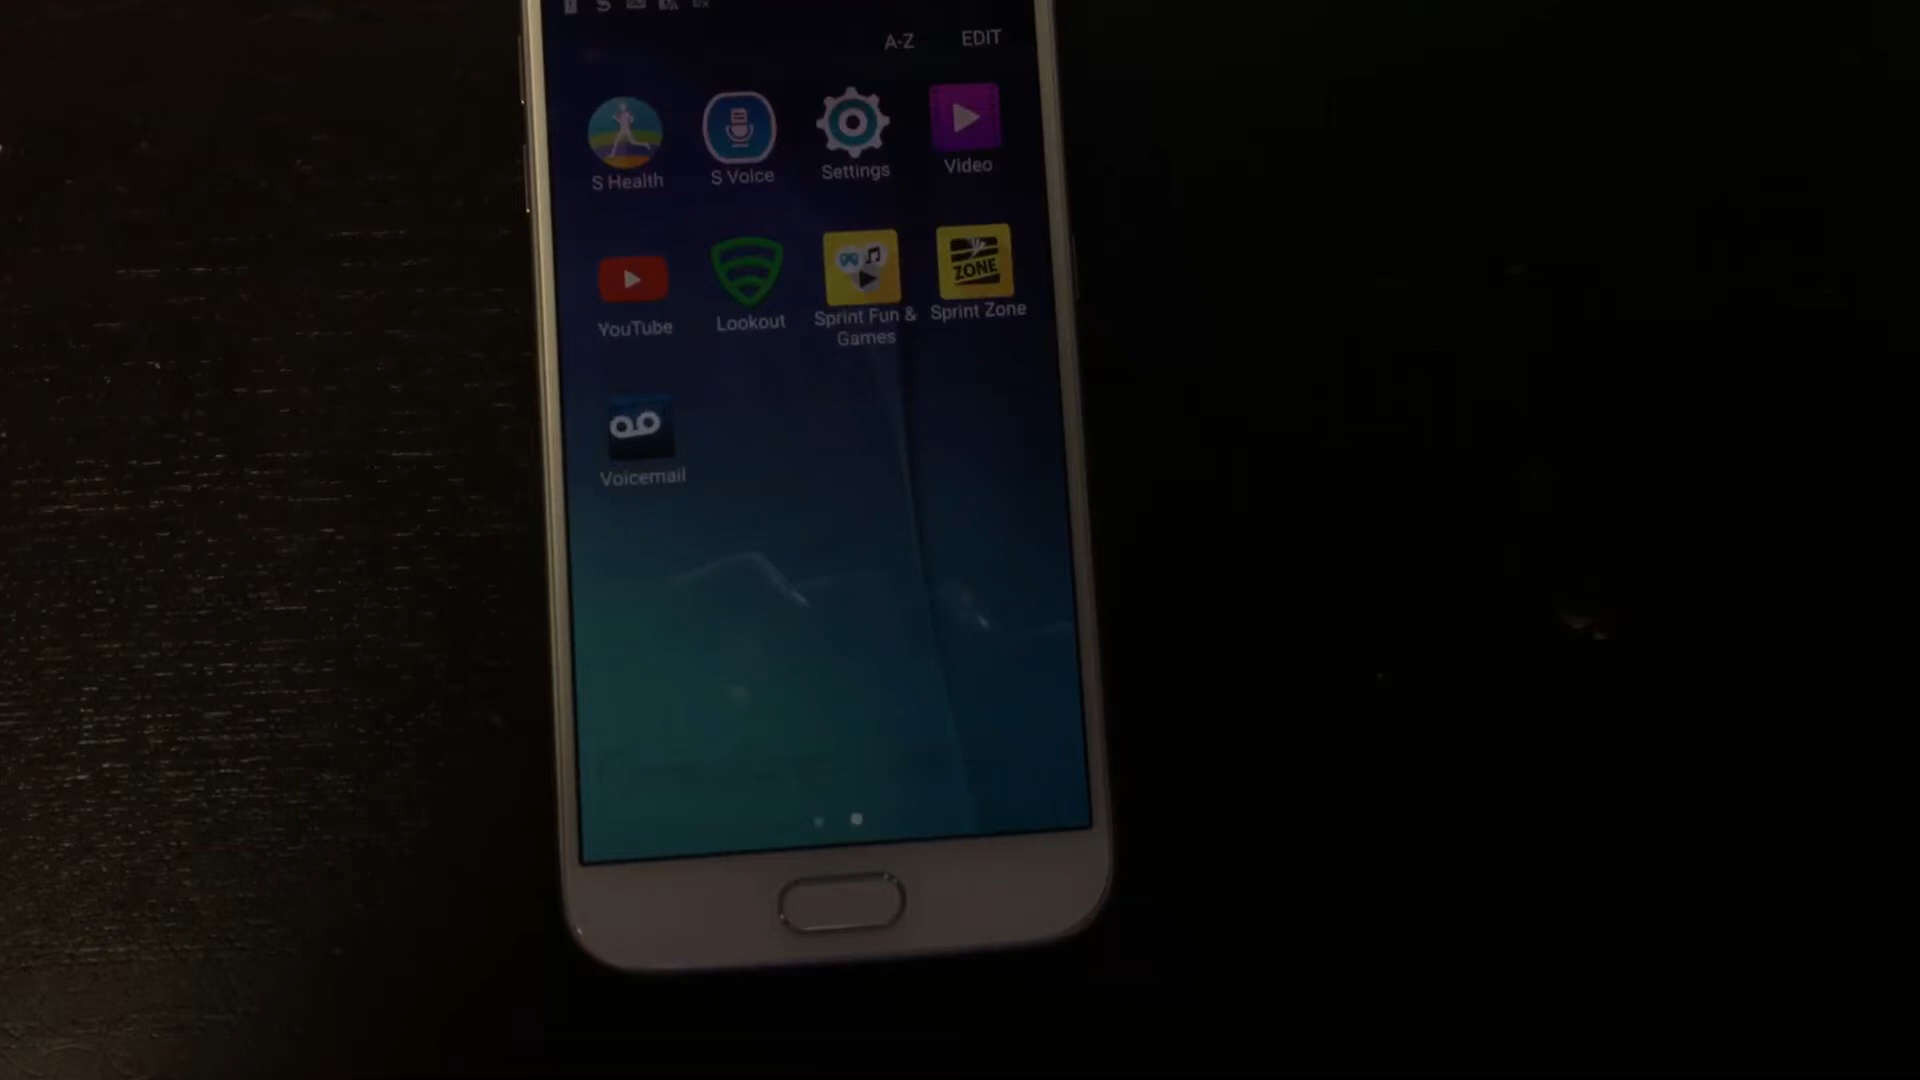 A-Z EDIT
S Health S Voice Settings Video
ZONE
YouTube Lookout Sprint Fun & Sprint Zone
Games
Voicemail